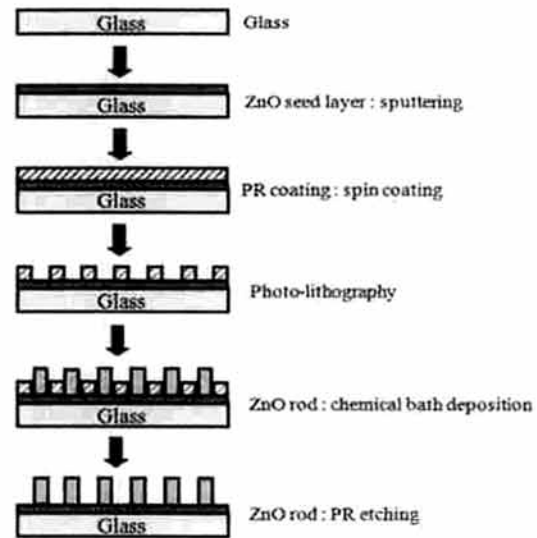 Glass Glass
ZnO seed layer : sputtering
Glass
PR coating : spin coating
Glass
Photo-lithography
Glass
ZnO rod : chemical bath deposition
Glass
ZnO rod : PR etching
Glass